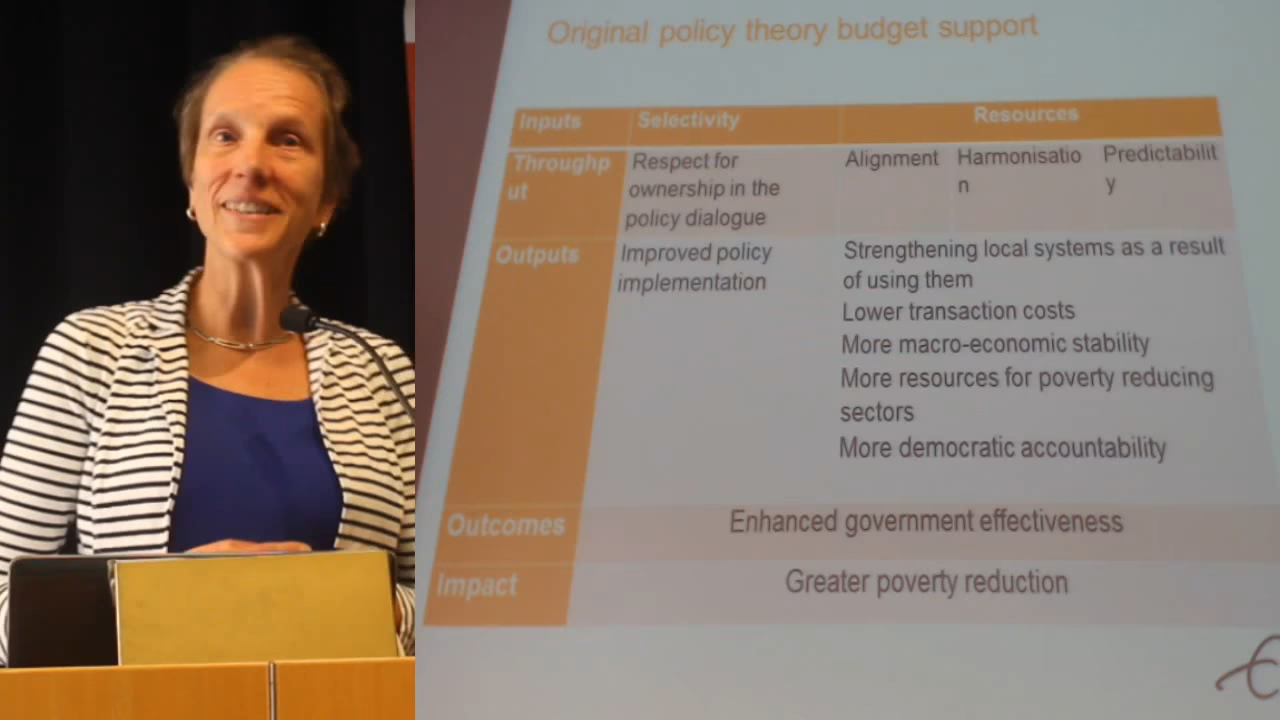 Original policy theory budget support
Inputs Selectivity Resources
Throughp
ut
Respect for
ownership in the
policy dialogue
Alignment
Harmonisatio
n
Predictabilit
y
Outputs
Improved policy
implementation
Strengthening local systems as a result
of using them
Lower transaction costs
More macro-economic stability
More resources for poverty reducing
sectors
More democratic accountability
Outcomes Enhanced government effectiveness
Impact Greater poverty reduction